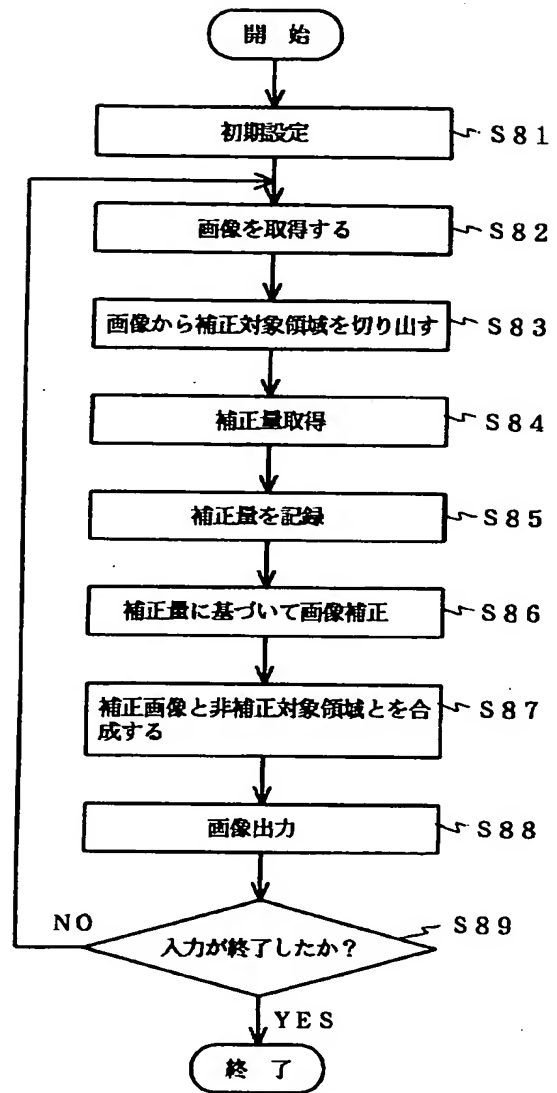 開 始
初期設定 S81
画像を取得する S82
画像から補正対象領域を切り出す S83
補正量取得 S84
補正量を記録 S85
補正量に基づいて画像補正 S86
補正画像と非補正対象領域とを合 S87
成する
画像出力 S88
NO
入力が終了したか? S89
YES
終 了